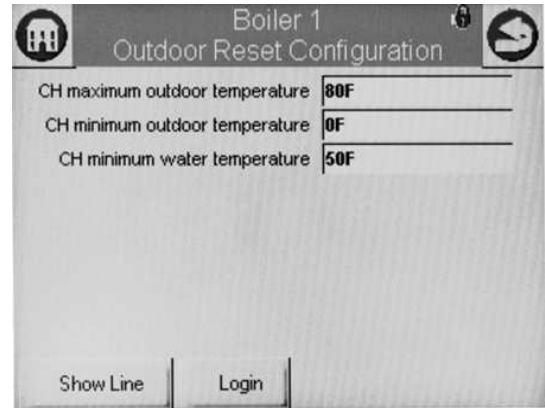 Boiler 1
Outdoor Reset Configuration
CH maximum outdoor temperature 80F
CH minimum outdoor temperature 0F
CH minimum water temperature 50F
Show Line Login